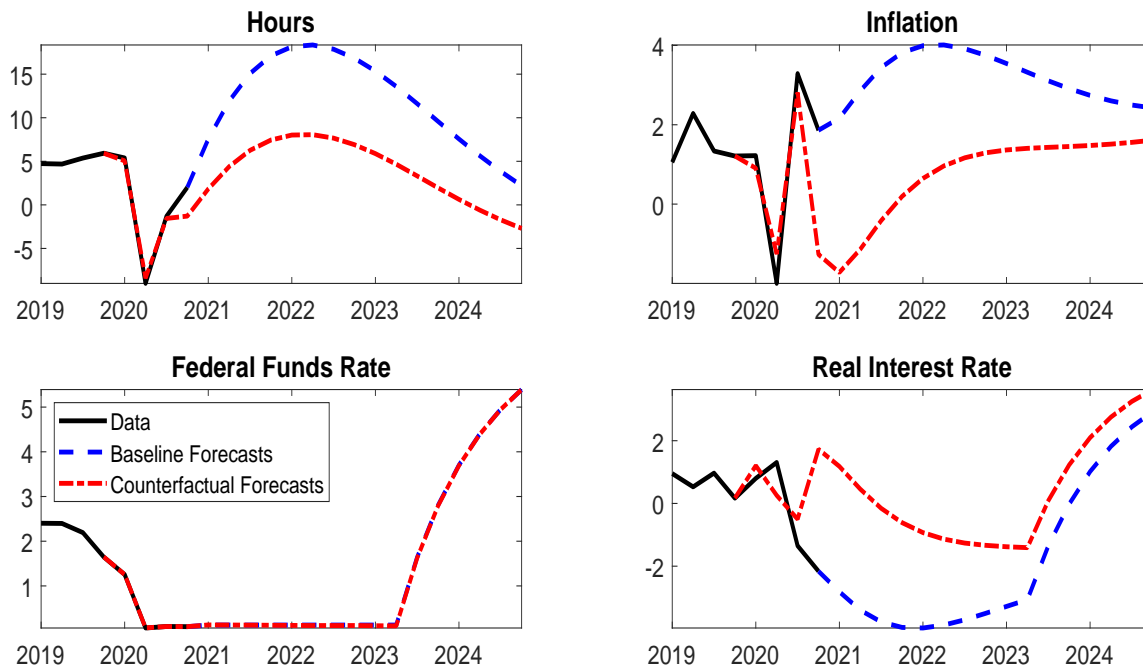 Hours
15
10
5
0
-5
2019 2020 2021 2022 2023 2024
Inflation
4
2
0
2019 2020 2021 2022 2023 2024
Federal Funds Rate
5
4
3
2
1
Data
Baseline Forecasts
Counterfactual Forecasts
2019 2020 2021 2022 2023 2024
Real Interest Rate
2
0
-2
2019 2020 2021 2022 2023 2024